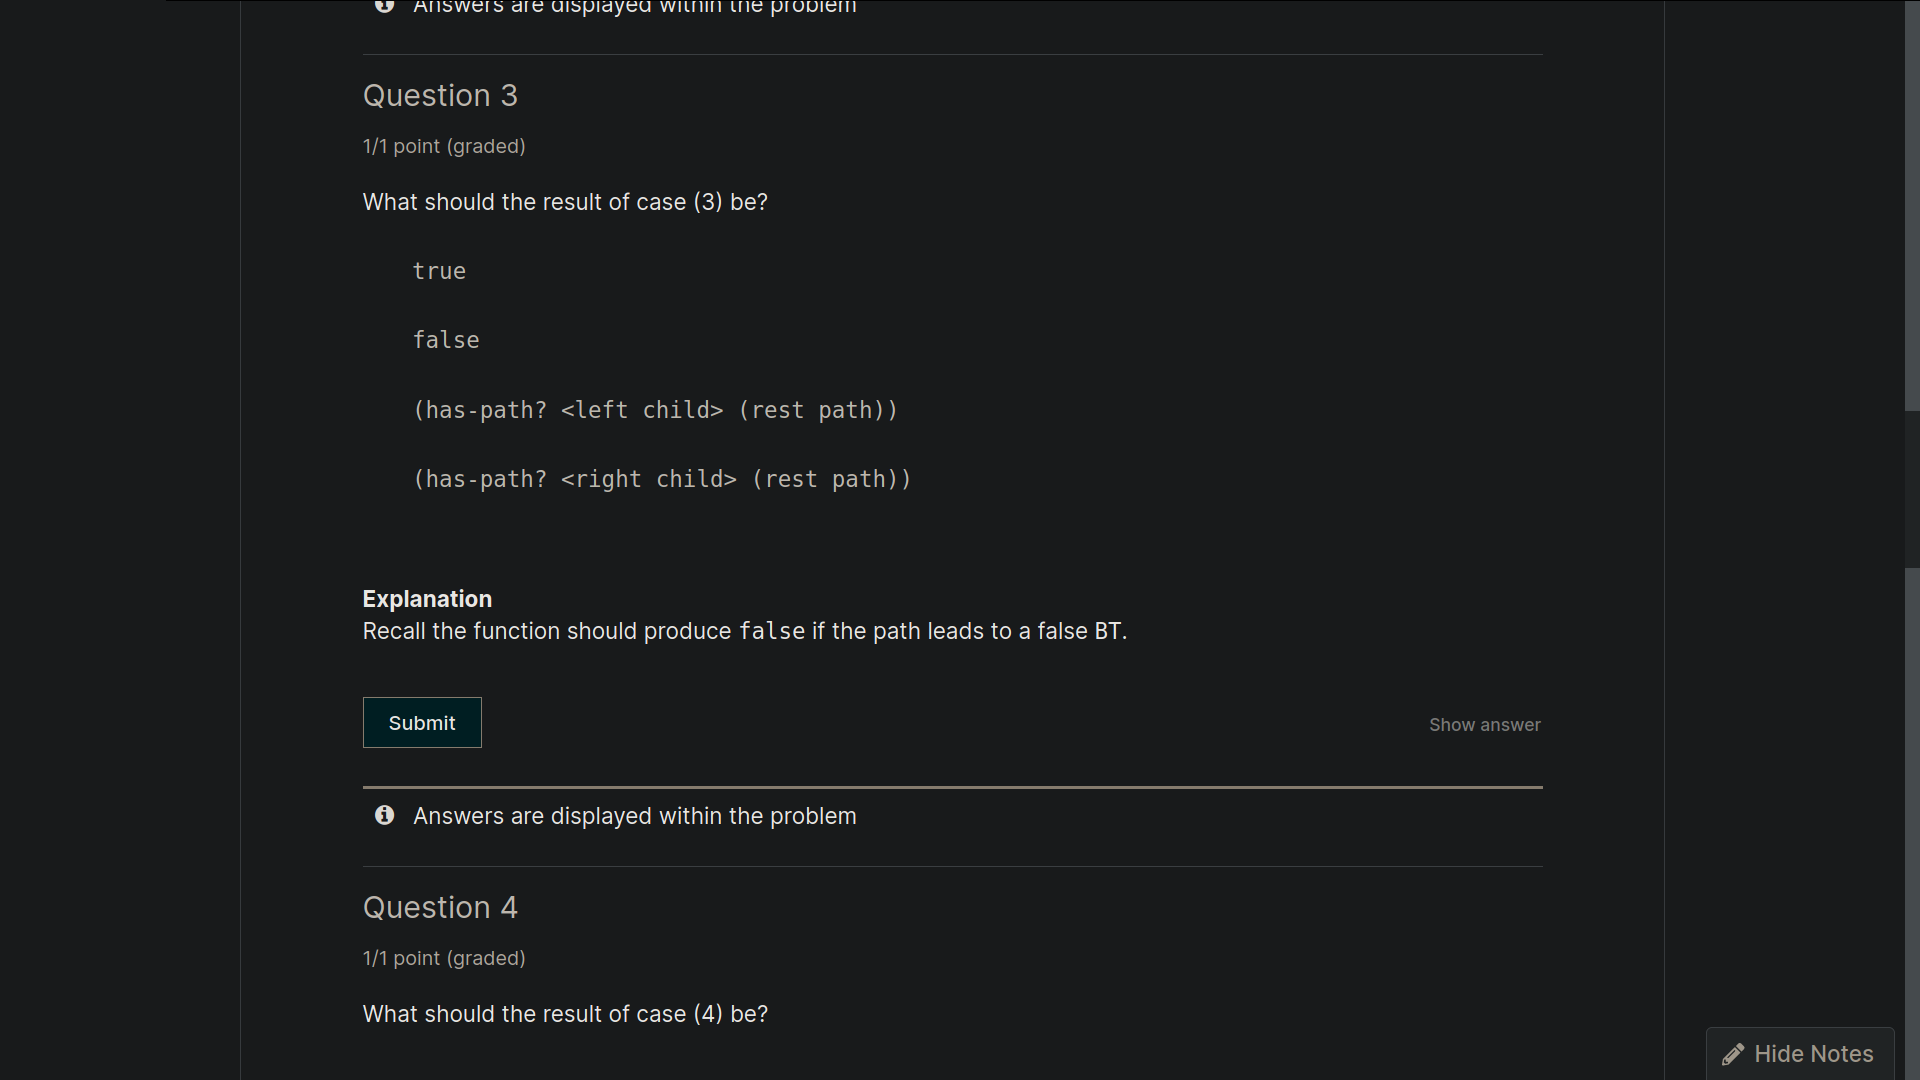 Answers are displayed within the problem
Question 3
1/1 point (graded)
What should the result of case (3) be?
true
false
(has-path? <left child> (rest path))
(has-path? <right child> (rest path))
Explanation
Recall the function should produce false if the path leads to a false BT.
Submit
Show answer
Answers are displayed within the problem
Question 4
1/1 point (graded)
What should the result of case (4) be?
Hide Notes